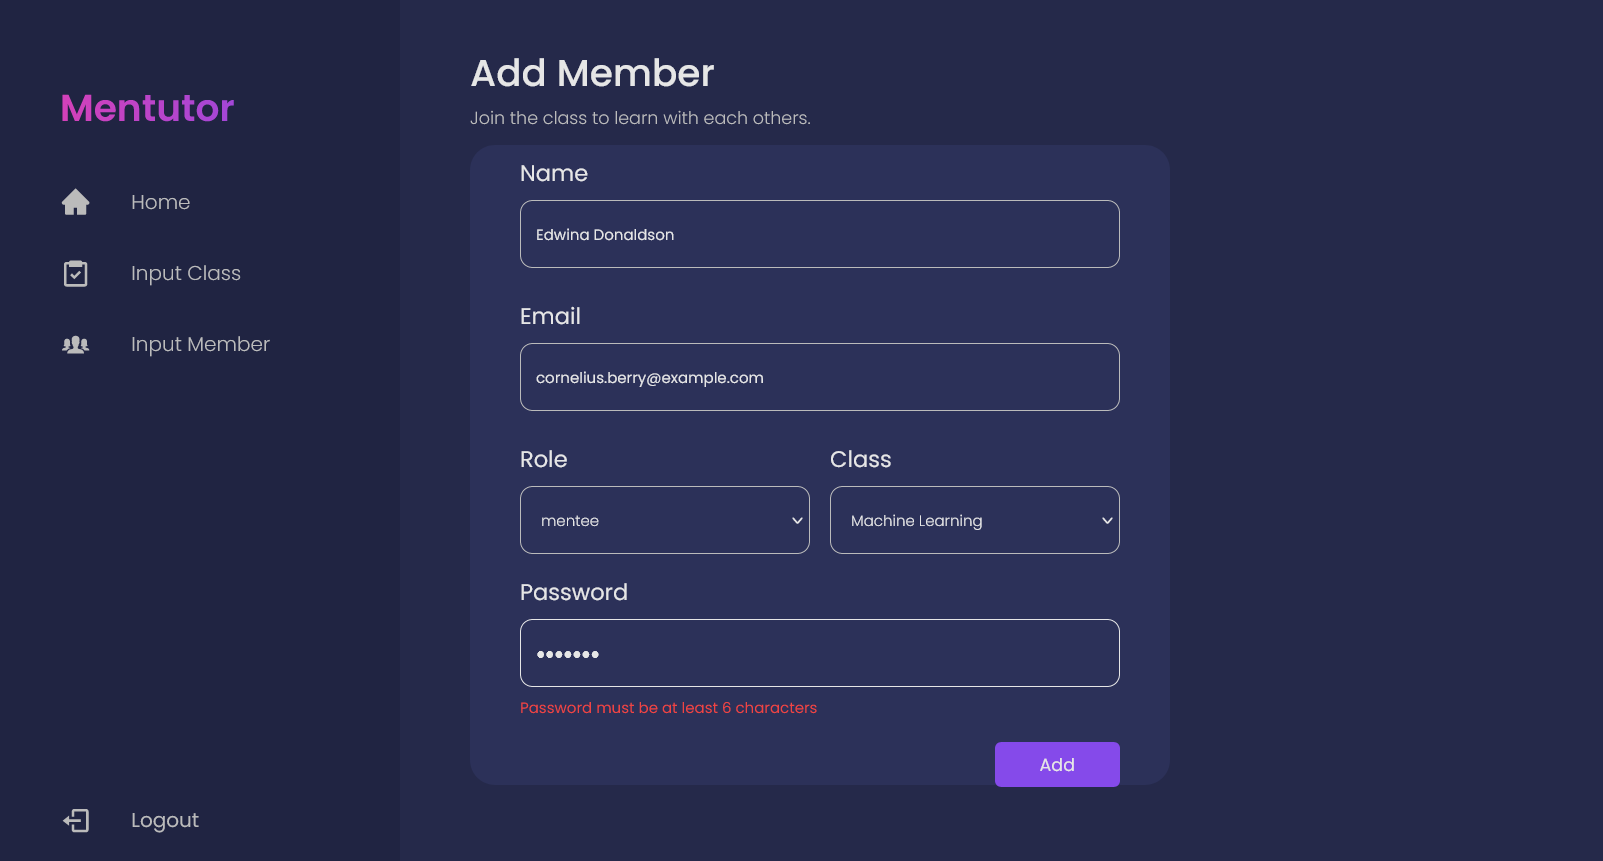 Mentutor
Home
Input Class
Input Member
Logout
Add Member
Join the class to learn with each others.
Name
Edwina Donaldson
Email
cornelius.berry@example.com
Role
Class
mentee
Machine Learning
Password
•••••••
Password must be at least 6 characters
Add